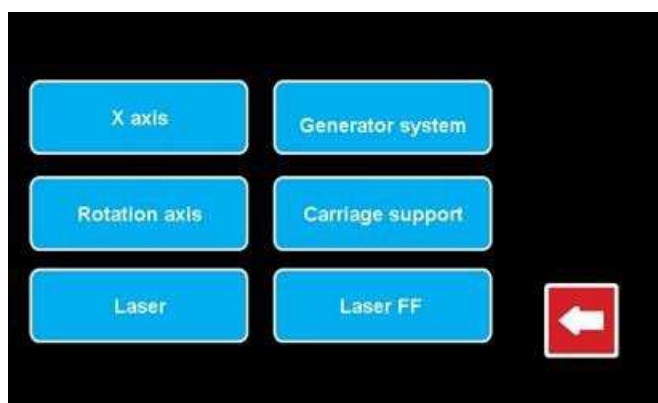 X axis
Generator system
Rotation axis
Carriage support
Laser
Laser FF